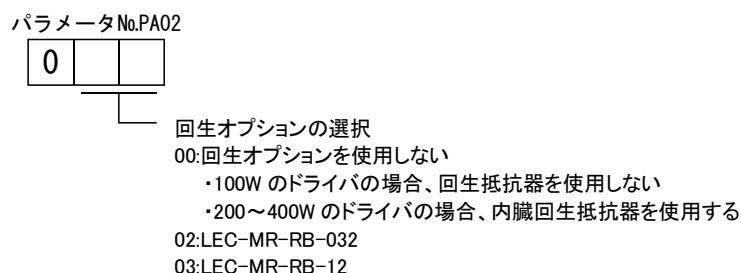 パラメータNo.PA02
0
回生オプションの選択
00:回生オプションを使用しない
・100W のドライバの場合、回生抵抗器を使用しない
・200～400W のドライバの場合、内臓回生抵抗器を使用する
02:LEC-MR-RB-032
03:LEC-MR-RB-12